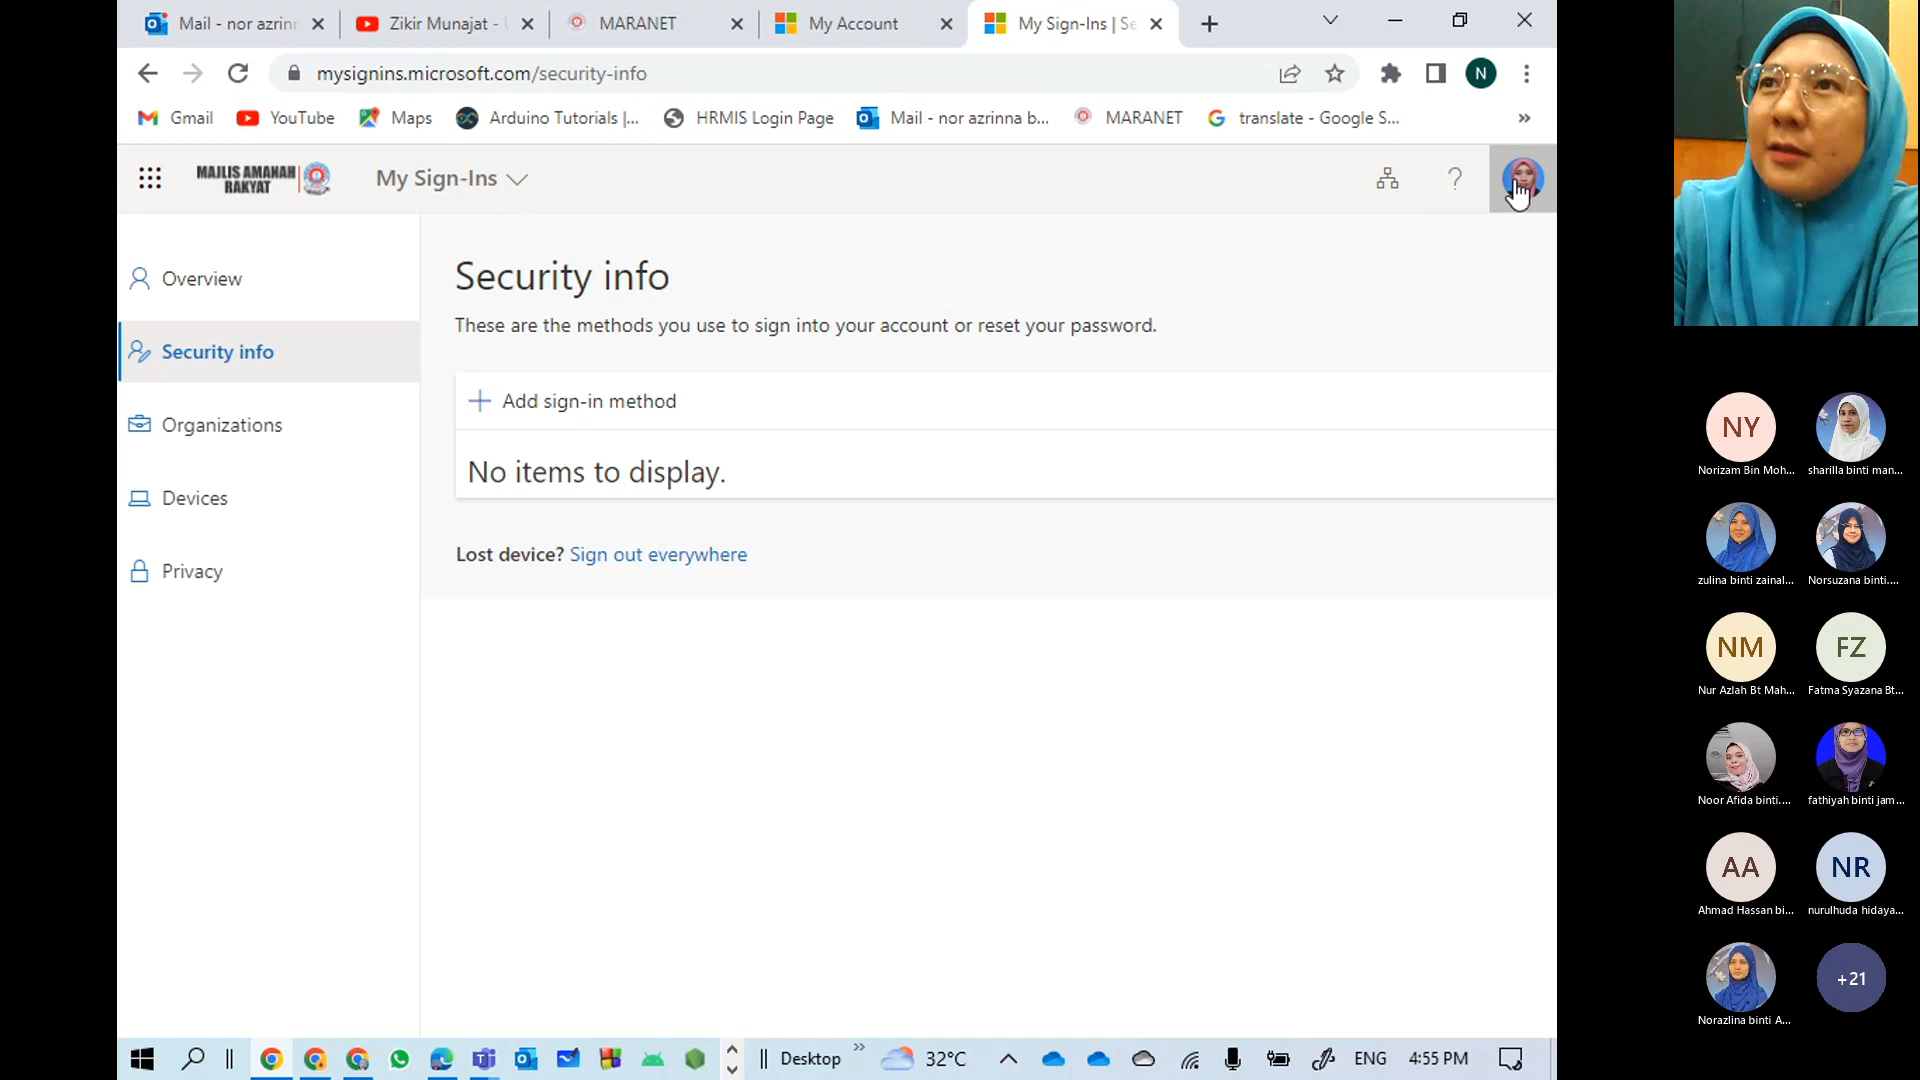 Mail - nor azrinn
Zikir Munajat -
MARANET
My Account
My Sign-Ins | Se
mysignins.microsoft.com/security-info
N
Gmail
YouTube
Maps
Arduino Tutorials |...
HRMIS Login Page
Mail - nor azrinna b...
MARANET
translate - Google S...
MAJLIS AMANAH
RAKYAT
My Sign-Ins
Overview
Security info
Organizations
Devices
Privacy
Security info
These are the methods you use to sign into your account or reset your password.
Add sign-in method
No items to display.
Lost device? Sign out everywhere
Desktop
32°C
ENG
4:55 PM
NY
Norizam Bin Moh...
sharilla binti man...
zulina binti zainal...
Norsuzana binti....
NM
Nur Azlah Bt Mah...
FZ
Fatma Syazana Bt...
Noor Afida binti....
fathiyah binti jam...
AA
Ahmad Hassan bi...
NR
nurulhuda hidaya...
Norazlina binti A...
+21